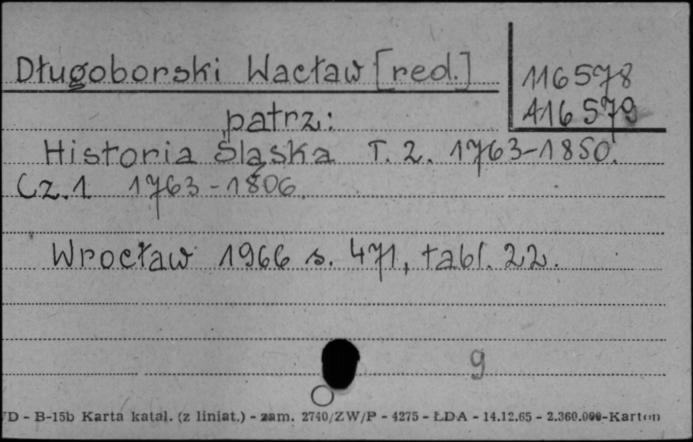 Długoborski Wacław [red.]
116578
116579
patrz:
Historia Śląska T. 2. 1763-1850.
Cz.1 1763-1806.
Wrocław 1966 s. 471, tabl. 22.
9
D - B-15b Karta katal. (z liniat.) - zam. 2740/ZW/P - 4275 - ŁDA - 14.12.65 - 2.360.000-Karton